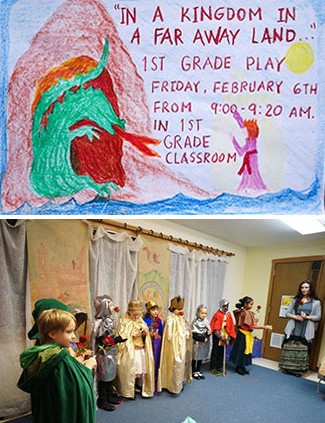 "IN A KINGDOM IN
A FAR AWAY LAND..."
1ST GRADE PLAY
FRIDAY, FEBRUARY 6TH
FROM 9:00-9:20 AM.
IN 1ST
GRADE
CLASSROOM